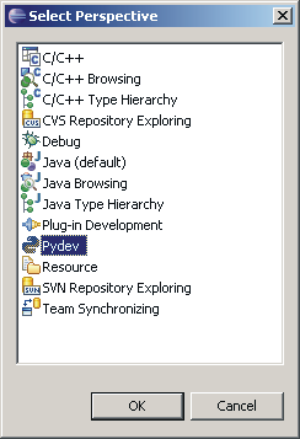 Select Perspective
C/C++
C/C++ Browsing
C/C++ Type Hierarchy
CVS Repository Exploring
Debug
Java (default)
Java Browsing
Java Type Hierarchy
Plug-in Development
Pydev
Resource
SVN Repository Exploring
Team Synchronizing
OK
Cancel